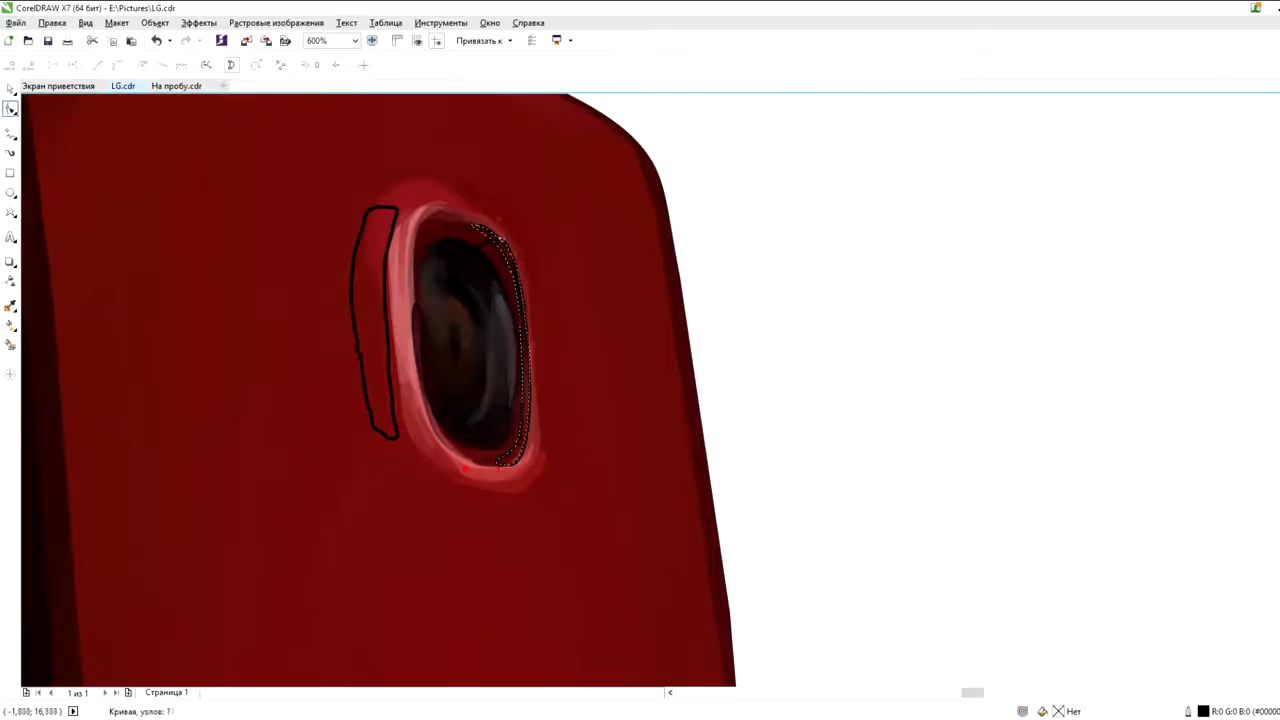 CorelDRAW X7 (64 бит) - E:\Pictures\LG.cdr
Файл Правка Вид Макет Объект Эффекты Растровые изображения Текст Таблица Инструменты Окно Справка
600% Привязать к
0
Экран приветствия LG.cdr На пробу.cdr
1 из 1 Страница 1
Кривая, узлов: Нет R:0 G:0 B:0 (#00000